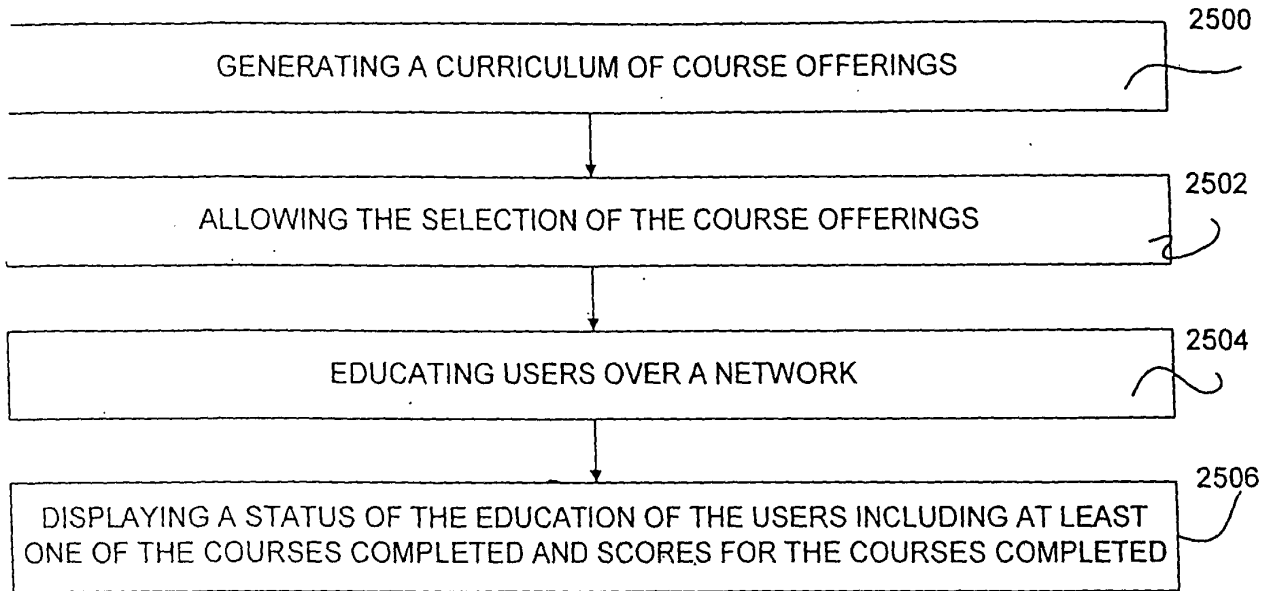 2500
GENERATING A CURRICULUM OF COURSE OFFERINGS
2502
ALLOWING THE SELECTION OF THE COURSE OFFERINGS
2504
EDUCATING USERS OVER A NETWORK
2506
DISPLAYING A STATUS OF THE EDUCATION OF THE USERS INCLUDING AT LEAST
ONE OF THE COURSES COMPLETED AND SCORES FOR THE COURSES COMPLETED